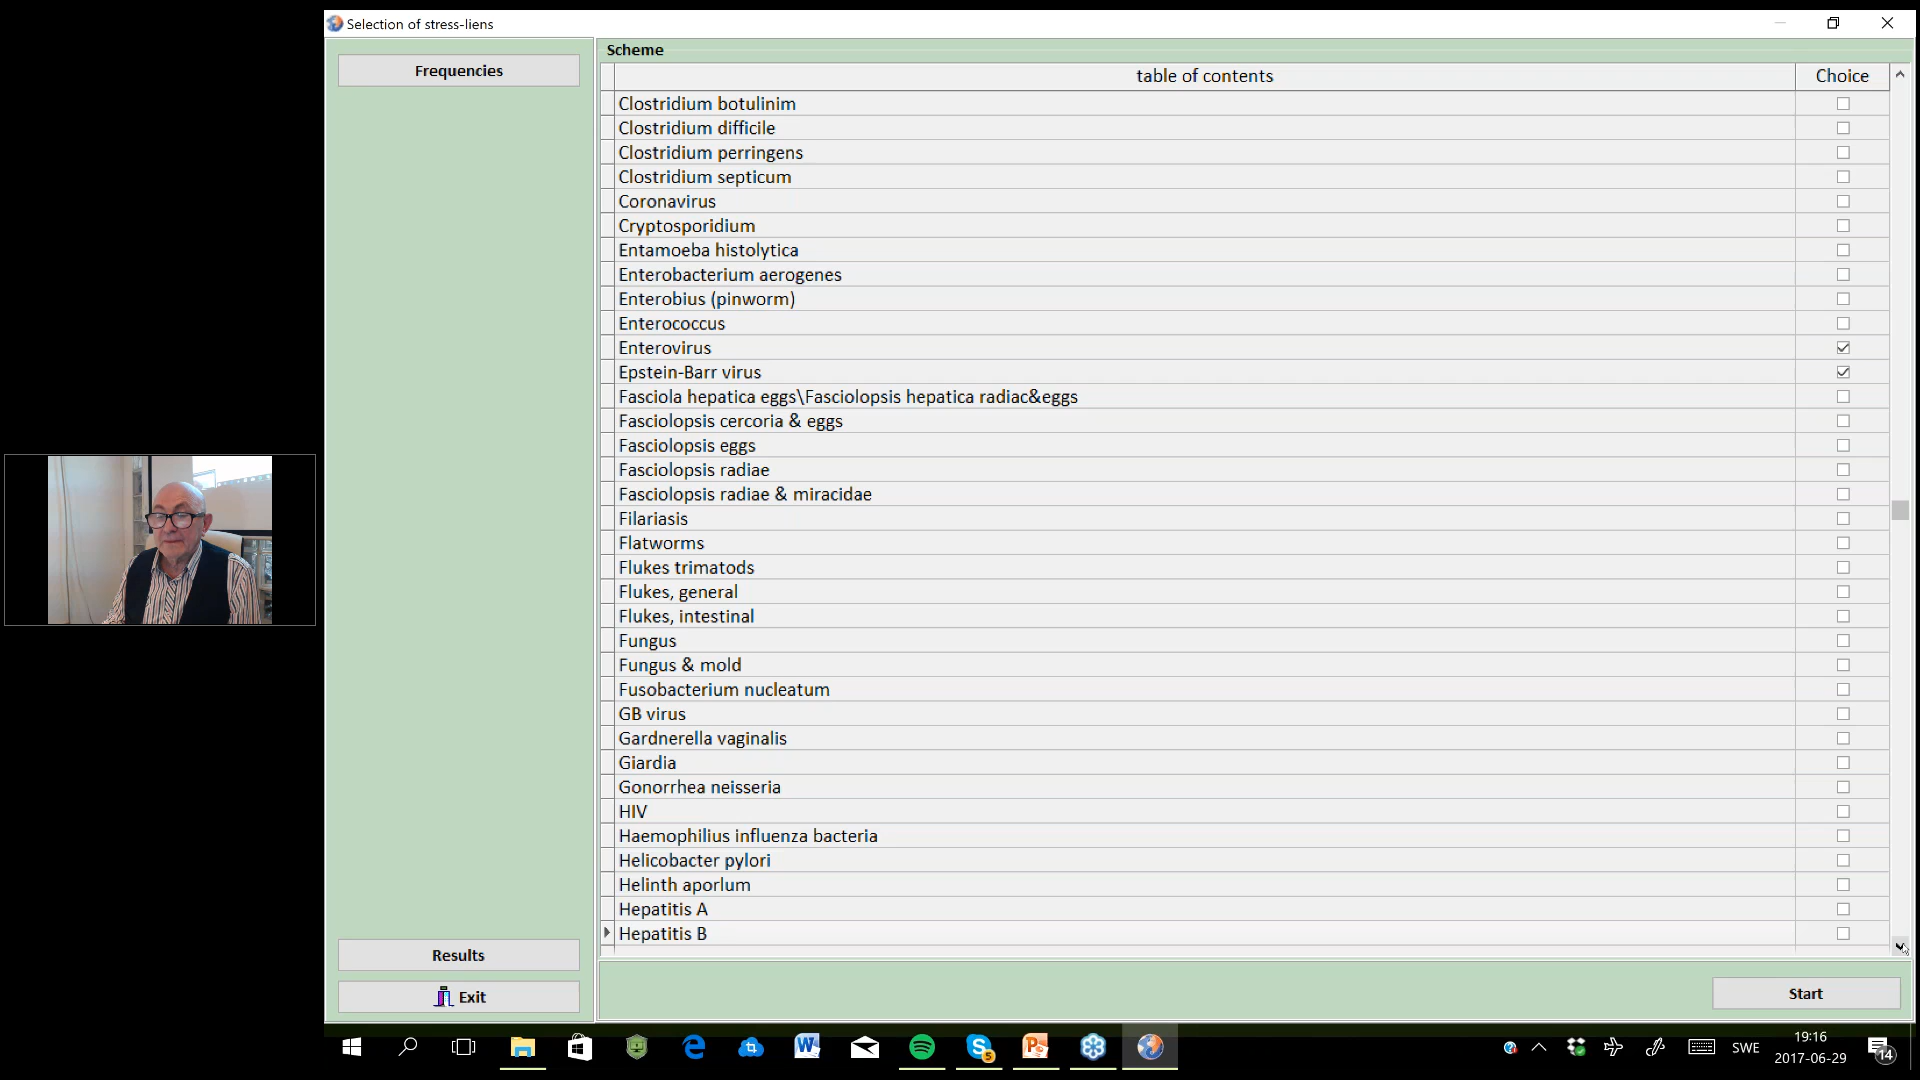 Selection of stress-liens
Frequencies
Scheme
table of contents Choice
Clostridium botulinim
Clostridium difficile
Clostridium perringens
Clostridium septicum
Coronavirus
Cryptosporidium
Entamoeba histolytica
Enterobacterium aerogenes
Enterobius (pinworm)
Enterococcus
Enterovirus
Epstein-Barr virus
Fasciola hepatica eggs\Fasciolopsis hepatica radiac&eggs
Fasciolopsis cercoria & eggs
Fasciolopsis eggs
Fasciolopsis radiae
Fasciolopsis radiae & miracidae
Filariasis
Flatworms
Flukes trimatods
Flukes, general
Flukes, intestinal
Fungus
Fungus & mold
Fusobacterium nucleatum
GB virus
Gardnerella vaginalis
Giardia
Gonorrhea neisseria
HIV
Haemophilius influenza bacteria
Helicobacter pylori
Helinth aporlum
Hepatitis A
Hepatitis B
Results
Exit
Start
5
SWE
19:16
2017-06-29
14